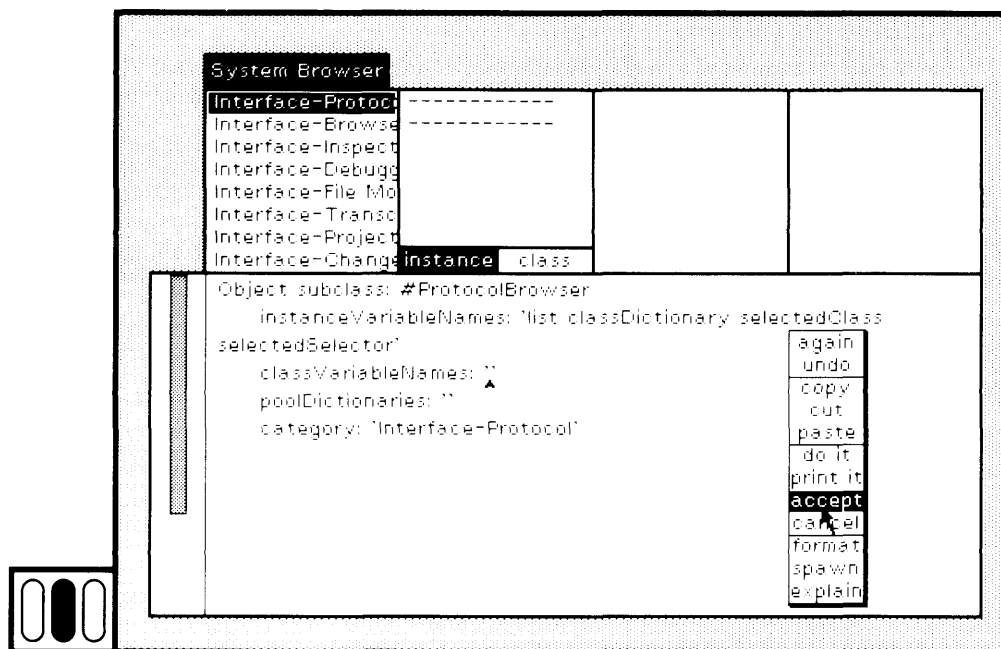 System Browser
Interface-Protoc
Interface-Browse
Interface-Inspect
Interface-Debugg
Interface-File Mo
Interface-Transc
Interface-Project
Interface-Change
-------------
-------------
instance class
Object subclass: #ProtocolBrowser
instanceVariableNames: 'list classDictionary selectedClass
selectedSelector'
classVariableNames: ''
poolDictionaries: ''
category: 'Interface-Protocol'
again
undo
copy
cut
paste
do it
print it
accept
cancel
format
spawn
explain